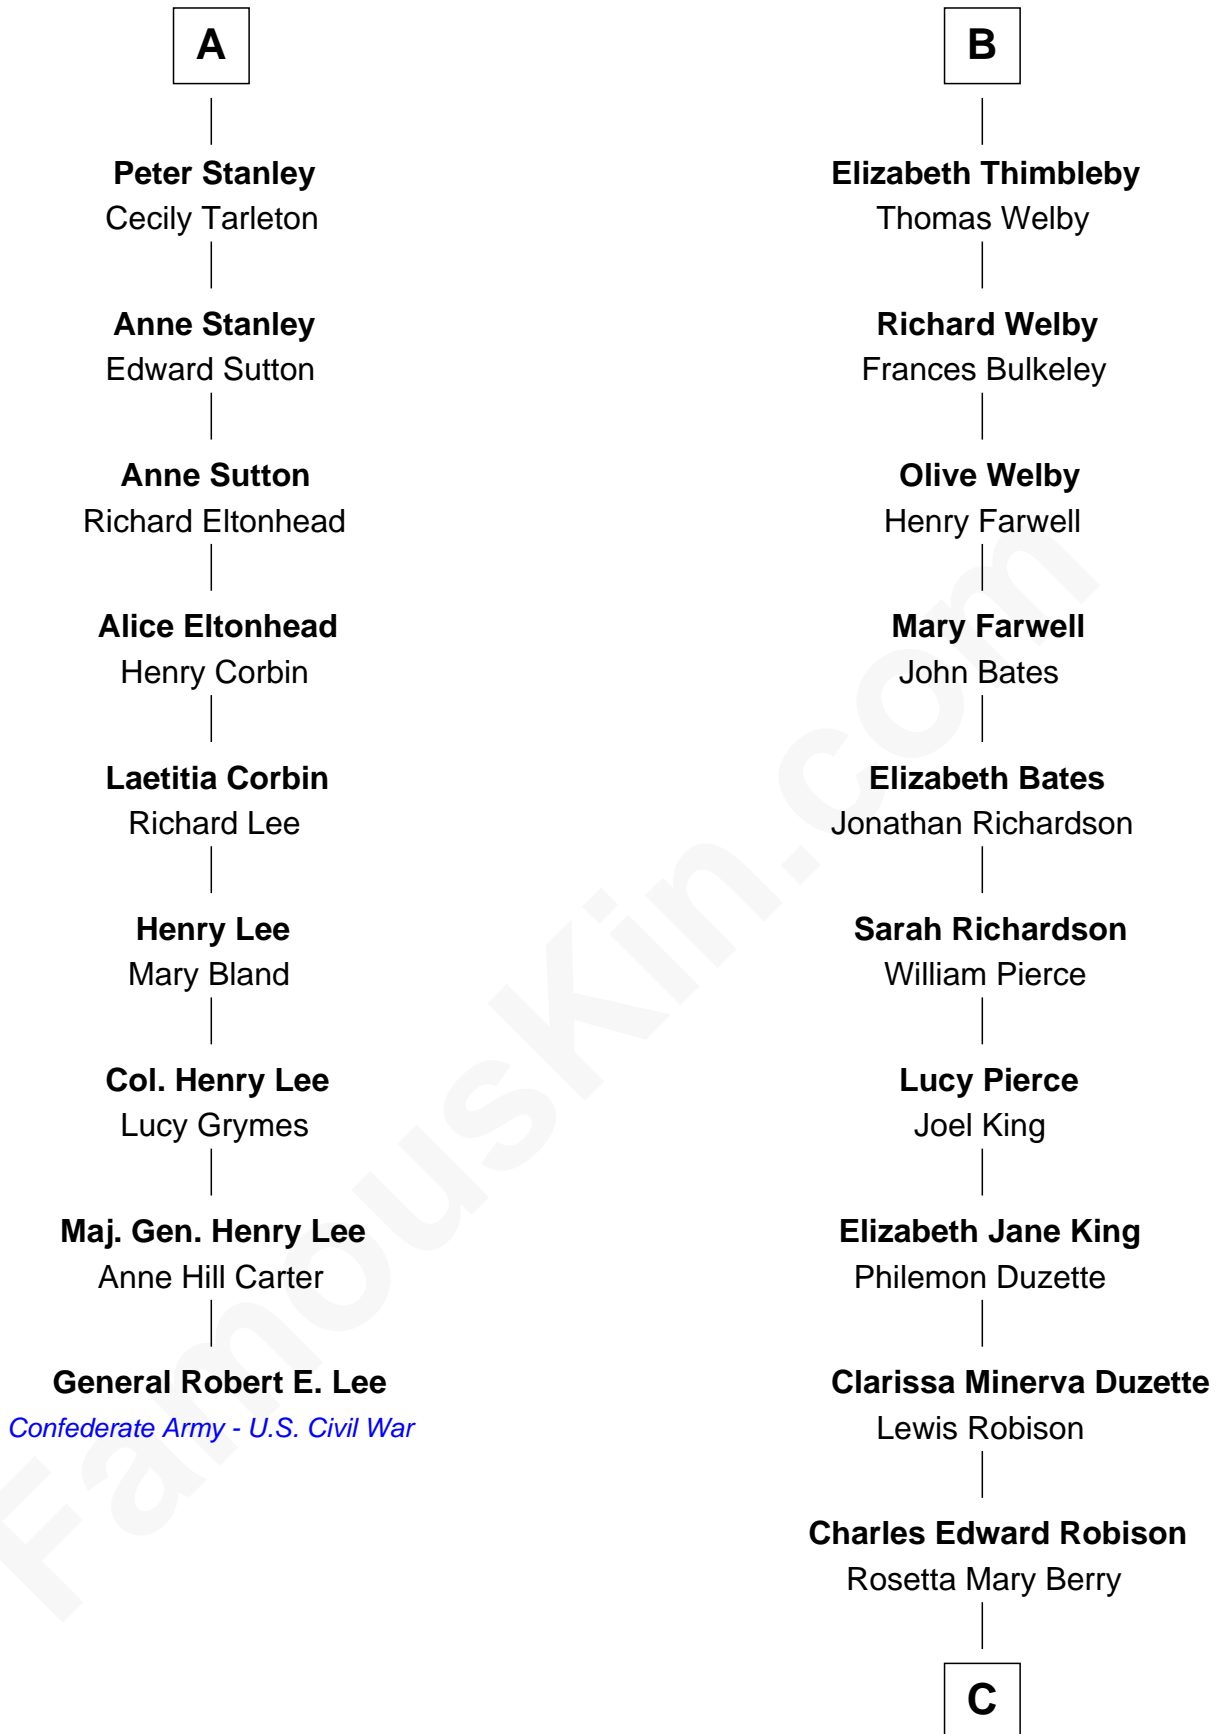 A
Peter Stanley
Cecily Tarleton
Anne Stanley
Edward Sutton
Anne Sutton
Richard Eltonhead
Alice Eltonhead
Henry Corbin
Laetitia Corbin
Richard Lee
Henry Lee
Mary Bland
Col. Henry Lee
Lucy Grymes
Maj. Gen. Henry Lee
Anne Hill Carter
General Robert E. Lee
Confederate Army - U.S. Civil War
B
Elizabeth Thimbleby
Thomas Welby
Richard Welby
Frances Bulkeley
Olive Welby
Henry Farwell
Mary Farwell
John Bates
Elizabeth Bates
Jonathan Richardson
Sarah Richardson
William Pierce
Lucy Pierce
Joel King
Elizabeth Jane King
Philemon Duzette
Clarissa Minerva Duzette
Lewis Robison
Charles Edward Robison
Rosetta Mary Berry
C
FamousKin.com